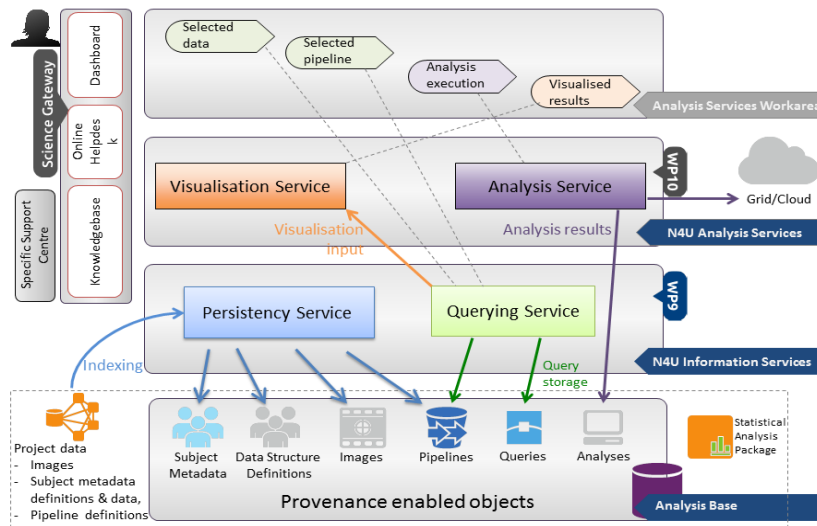 Selected
data
Selected
pipeline
Analysis
execution
Visualised
results
Analysis Services Workarea
Science Gateway
Dashboard
Online
Helpdes
k
Knowledgebase
Specific Support
Centre
Visualisation Service
Analysis Service
WP10
Grid/Cloud
Visualisation
input
Analysis results
N4U Analysis Services
Persistency Service
Querying Service
WP9
Indexing
Query
storage
N4U Information Services
Project data
- Images
- Subject metadata
definitions & data,
- Pipeline definitions
Subject
Metadata
Data Structure
Definitions
Images
Pipelines
Queries
Analyses
Statistical
Analysis
Package
Provenance enabled objects
Analysis Base